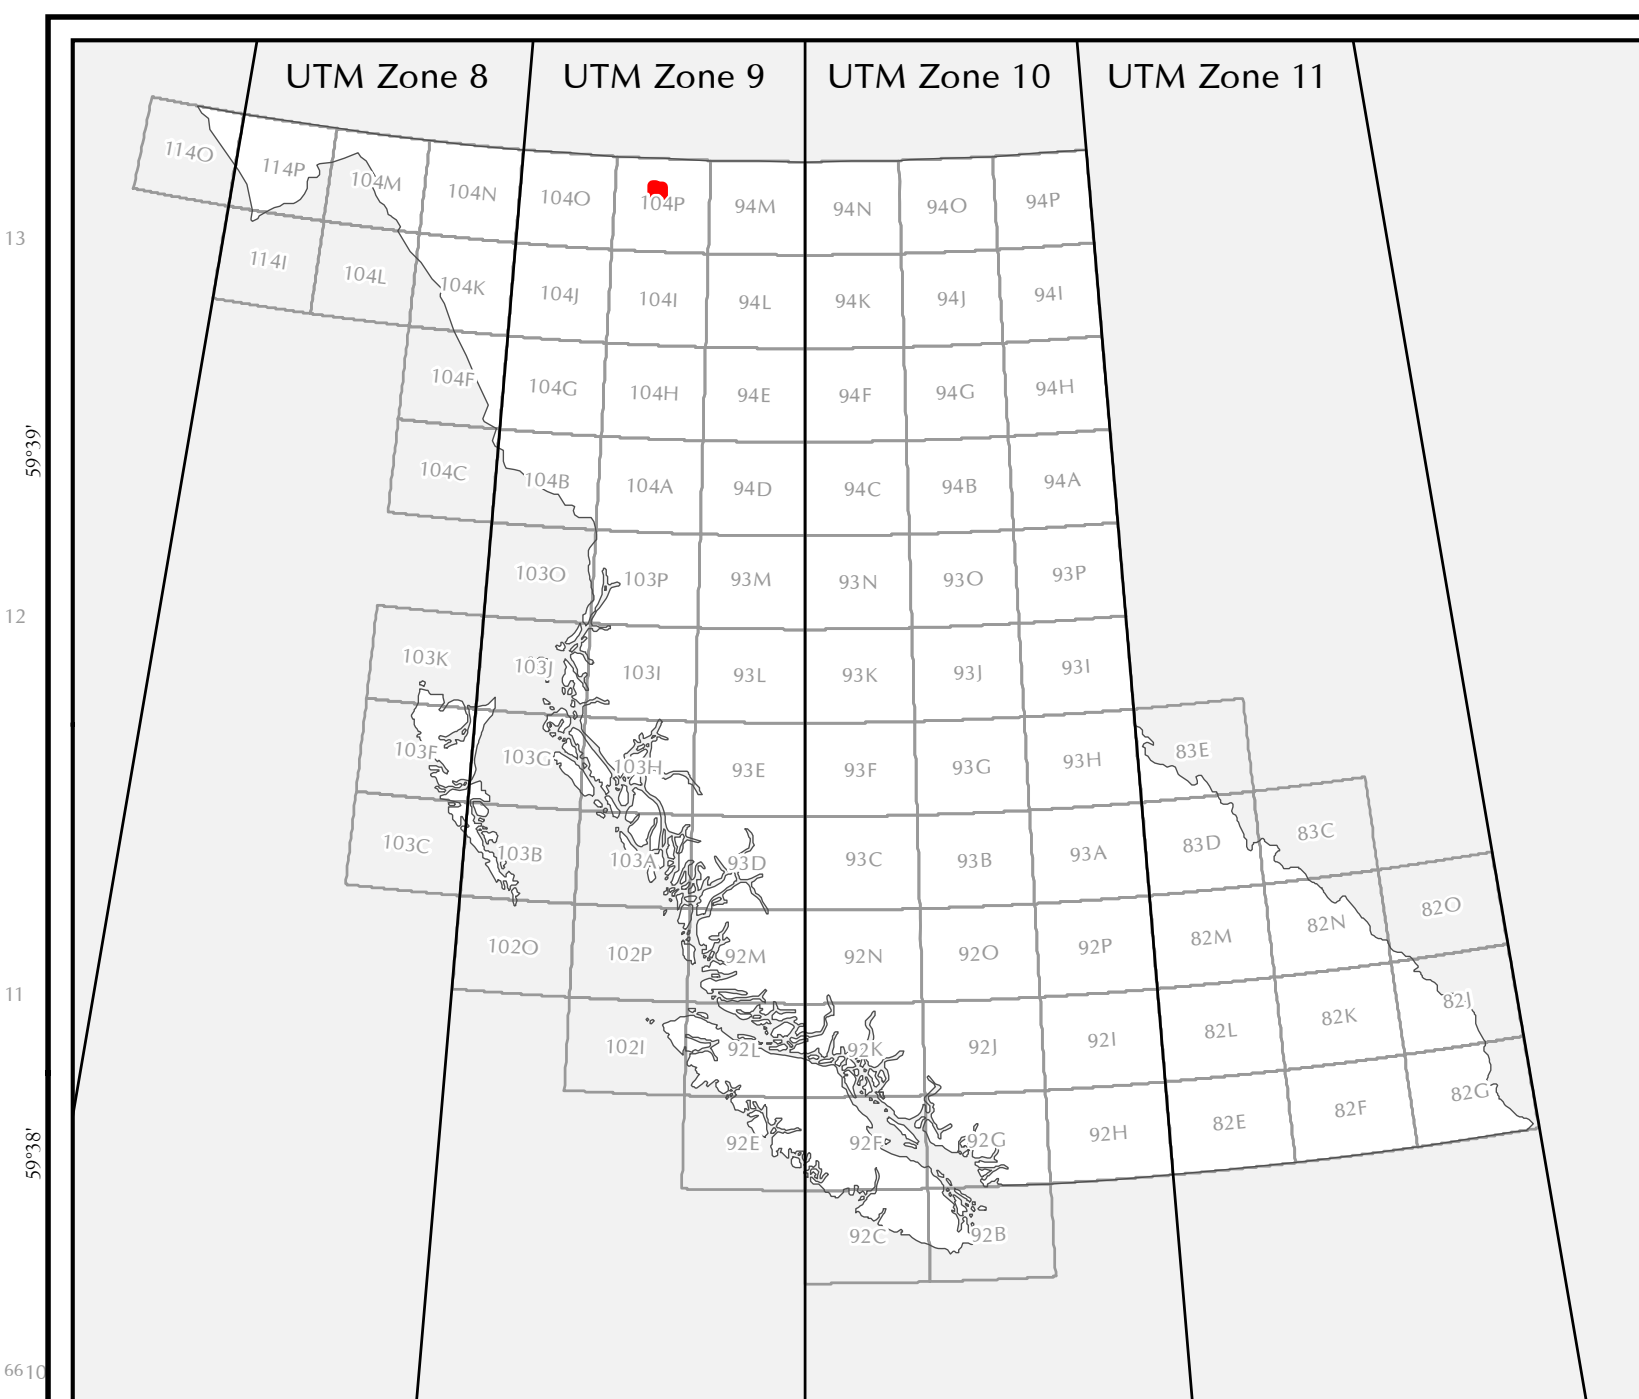 UTM Zone 8 UTM Zone 9 UTM Zone 10 UTM Zone 11
114O 114P 104M 104N 104O 104P 94M 94N 94O 94P
13
114I 104L 104K 104J 104I 94L 94K 94J 94I
104F 104G 104H 94E 94F 94G 94H
59°39'
104C 104B 104A 94D 94C 94B 94A
103O 103P 93M 93N 93O 93P
12
103K 103J 103I 93L 93K 93J 93I
103F 103G 103H 93E 93F 93G 93H 83E
103C 103B 103A 93D 93C 93B 93A 83D 83C
102O 102P 92M 92N 92O 92P 82M 82N 82O
11
102I 92L 92K 92J 92I 82L 82K 82J
92E 92F 92G 92H 82E 82F 82G
59°38'
92C 92B
6610